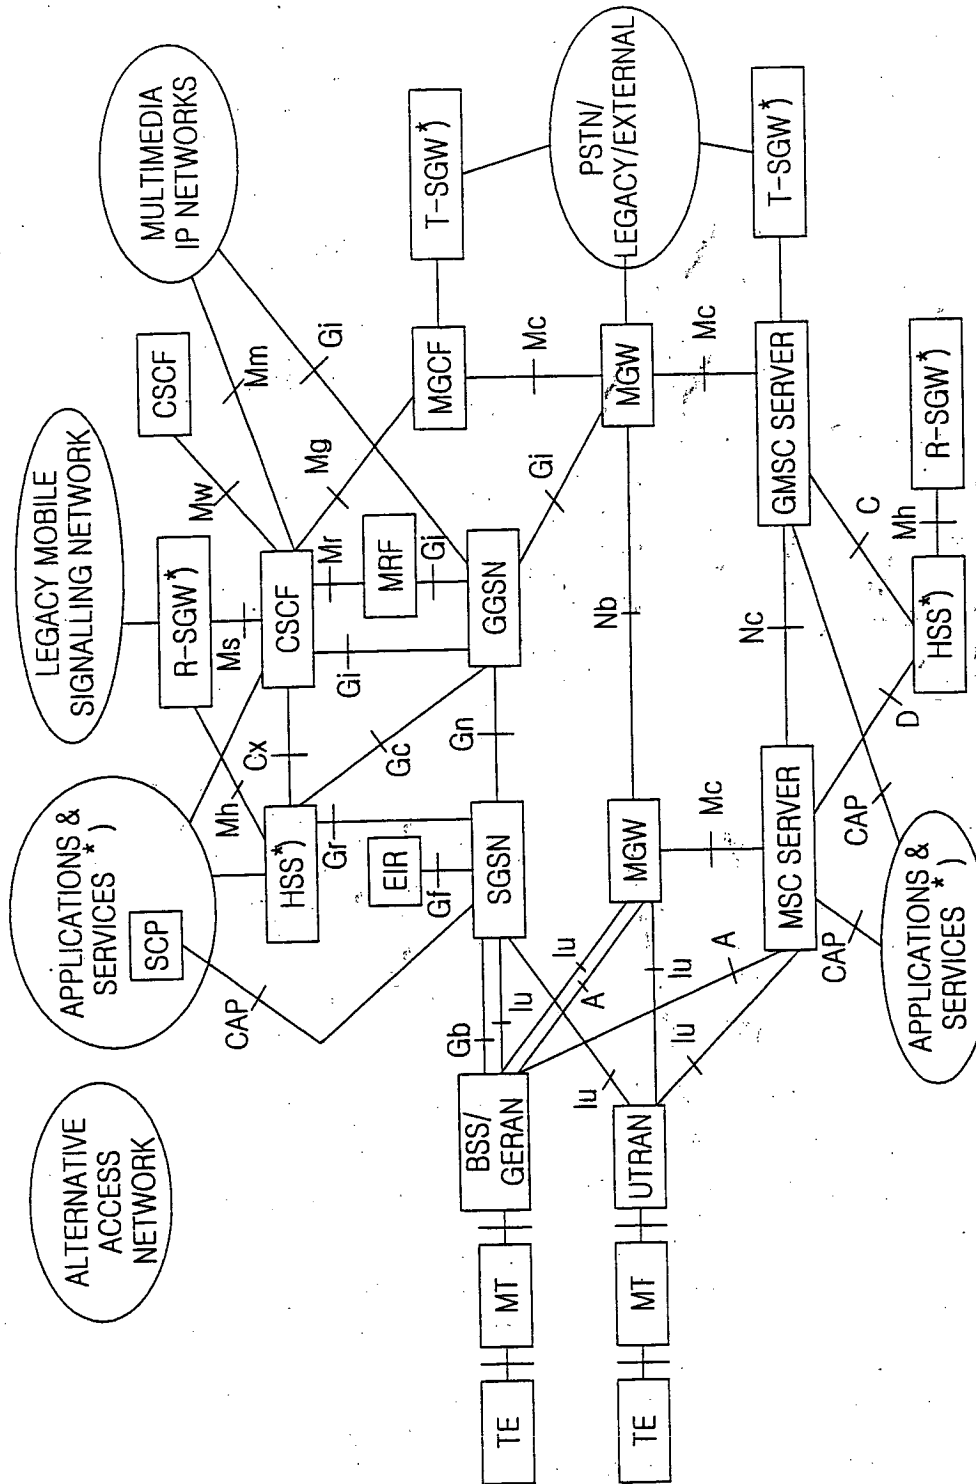 ALTERNATIVE
ACCESS
NETWORK
APPLICATIONS &
SERVICES *)
SCP
LEGACY MOBILE
SIGNALLING NETWORK
MULTIMEDIA
IP NETWORKS
CAP
Mh
R-SGW*)
Ms
Mw
CSCF
Mm
HSS*)
Cx
CSCF
Gi
Gr
Gc
Gi
Mr
Mg
EIR
Gf
MRF
Gi
MGCF
T-SGW*)
TE
MT
BSS/
GERAN
Gb
Iu
SGSN
Gn
GGSN
Gi
Mc
Iu
A
Iu
TE
MT
UTRAN
Iu
MGW
Nb
MGW
PSTN/
LEGACY/EXTERNAL
Iu
A
Mc
Mc
MSC SERVER
Nc
GMSC SERVER
T-SGW*)
CAP
CAP
D
C
APPLICATIONS &
SERVICES *)
HSS*)
Mh
R-SGW*)